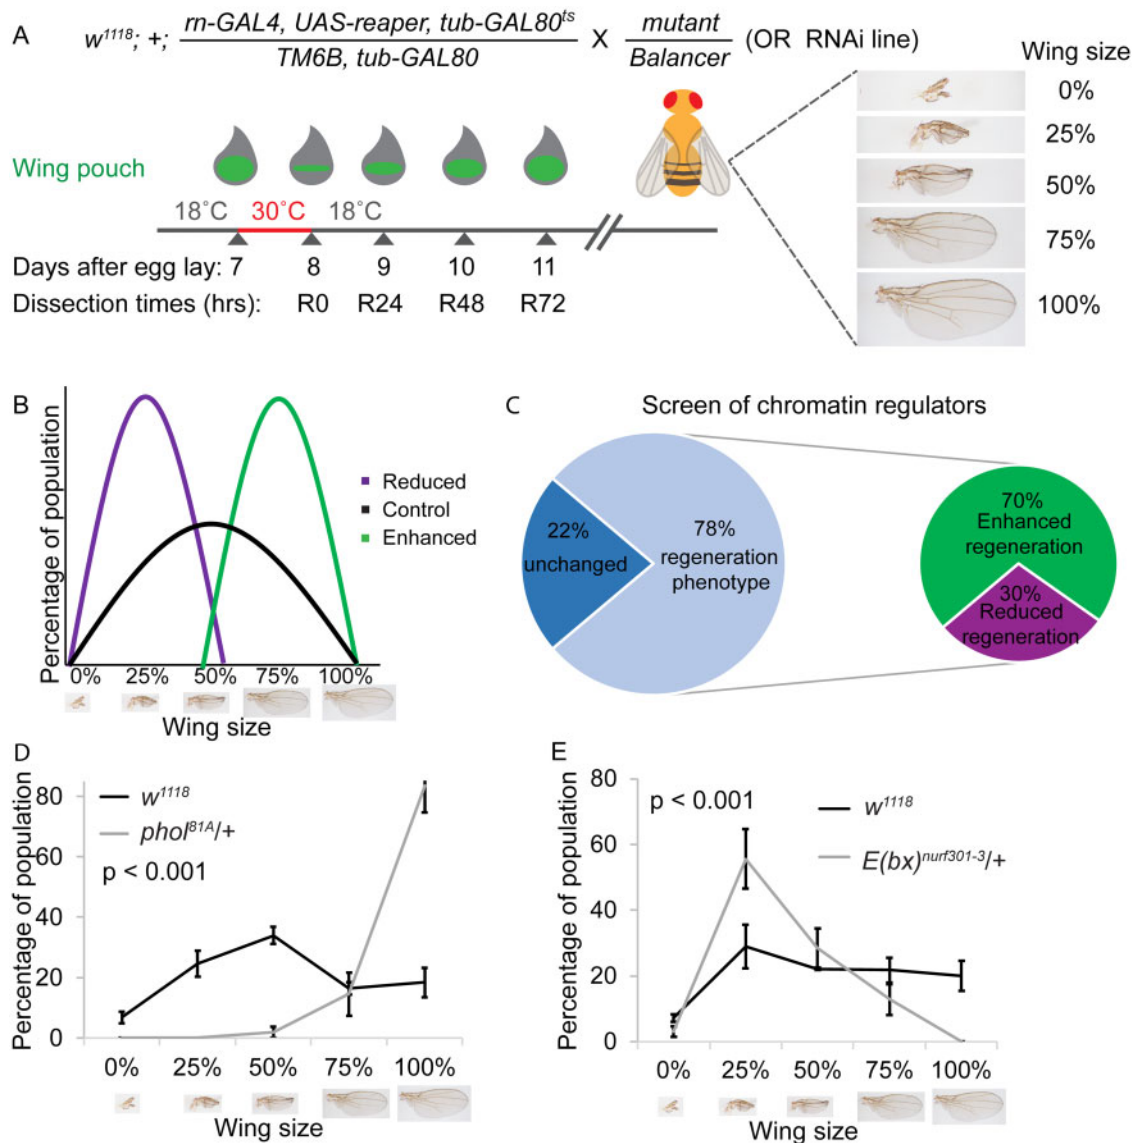 A
w1118; +; rn-GAL4, UAS-reaper, tub-GAL80ts X mutant (OR RNAi line)
TM6B, tub-GAL80 Balancer
Wing size
0%
25%
50%
75%
100%
Wing pouch
18°C 30°C 18°C
Days after egg lay: 7 8 9 10 11
Dissection times (hrs): R0 R24 R48 R72
B
Percentage of population
Reduced
Control
Enhanced
0% 25% 50% 75% 100%
Wing size
C
Screen of chromatin regulators
22%
unchanged
78%
regeneration
phenotype
70%
Enhanced
regeneration
30%
Reduced
regeneration
D
Percentage of population
80
60
40
20
0
w1118
phol81A/+
p < 0.001
0% 25% 50% 75% 100%
Wing size
E
Percentage of population
80
60
40
20
0
p < 0.001
w1118
E(bx)nurf301-3/+
0% 25% 50% 75% 100%
Wing size